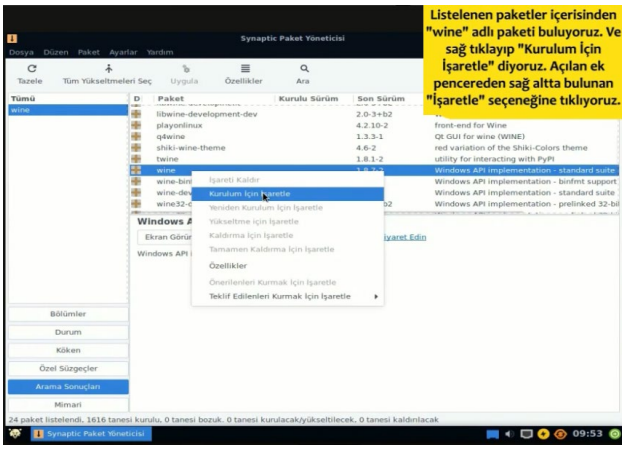 Listelenen paketler içerisinden
"wine" adlı paketi buluyoruz. Ve
sağ tıklayıp "Kurulum İçin
İşaretle" diyoruz. Açılan ek
pencereden sağ altta bulunan
"İşaretle" seçeneğine tıklıyoruz.
Synaptic Paket Yöneticisi
Dosya Düzen Paket Ayarlar Yardım
Tazele Tüm Yükseltmeleri Seç Uygula Özellikler Ara
Tümü
wine
D Paket Kurulu Sürüm Son Sürüm
libwine-development-dev 2.0-3+b2
playonlinux 4.2.10-2 front-end for Wine
q4wine 1.3.3-1 Qt GUI for wine (WINE)
shiki-wine-theme 4.6-2 red variation of the Shiki-Colors theme
twine 1.8.1-2 utility for interacting with PyPI
wine Windows API implementation - standard suite
wine-bin Windows API implementation - binfmt support
wine-dev Windows API implementation - standard suite
wine32-d b2 Windows API implementation - prelinked 32-bi
İşareti Kaldır
Kurulum İçin İşaretle
Yeniden Kurulum İçin İşaretle
Yükseltme için İşaretle
Kaldırma İçin İşaretle
Tamamen Kaldırma İçin İşaretle
Özellikler
Önerilenleri Kurmak İçin İşaretle
Teklif Edilenleri Kurmak İçin İşaretle
Windows A
Ekran Görün iyaret Edin
Windows API i
Bölümler
Durum
Köken
Özel Süzgeçler
Arama Sonuçları
Mimari
24 paket listelendi, 1616 tanesi kurulu, 0 tanesi bozuk. 0 tanesi kurulacak/yükseltilecek, 0 tanesi kaldırılacak
Synaptic Paket Yöneticisi 09:53